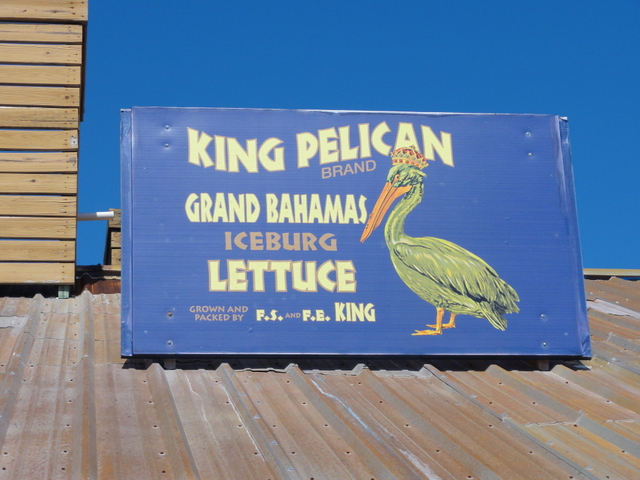 KING PELICAN
BRAND
GRAND BAHAMAS
ICEBURG
LETTUCE
GROWN AND
PACKED BY F.S. AND F.E. KING